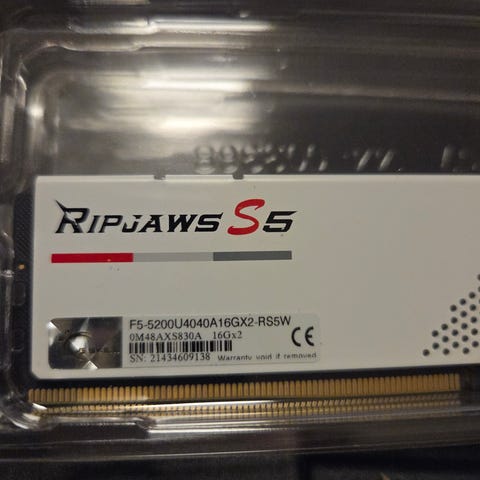 RIPJAWS S5
F5-5200U4040A16GX2-RS5W
0M48AXS830A 16Gx2
SN: 21434609138 Warranty void if removed
CE